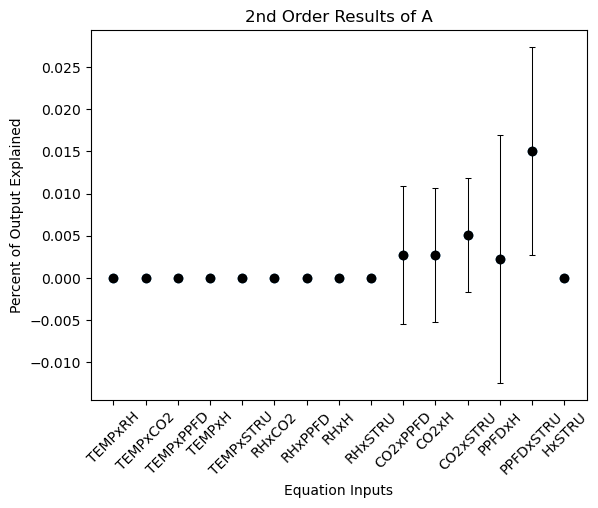 2nd Order Results of A
Percent of Output Explained
0.025
0.020
0.015
0.010
0.005
0.000
−0.005
−0.010
TEMPxRH
TEMPxCO2
TEMPxPPFD
TEMPxH
TEMPxSTRU
RHxCO2
RHxPPFD
RHxH
RHxSTRU
CO2xPPFD
CO2xH
CO2xSTRU
PPFDxH
PPFDxSTRU
HxSTRU
Equation Inputs